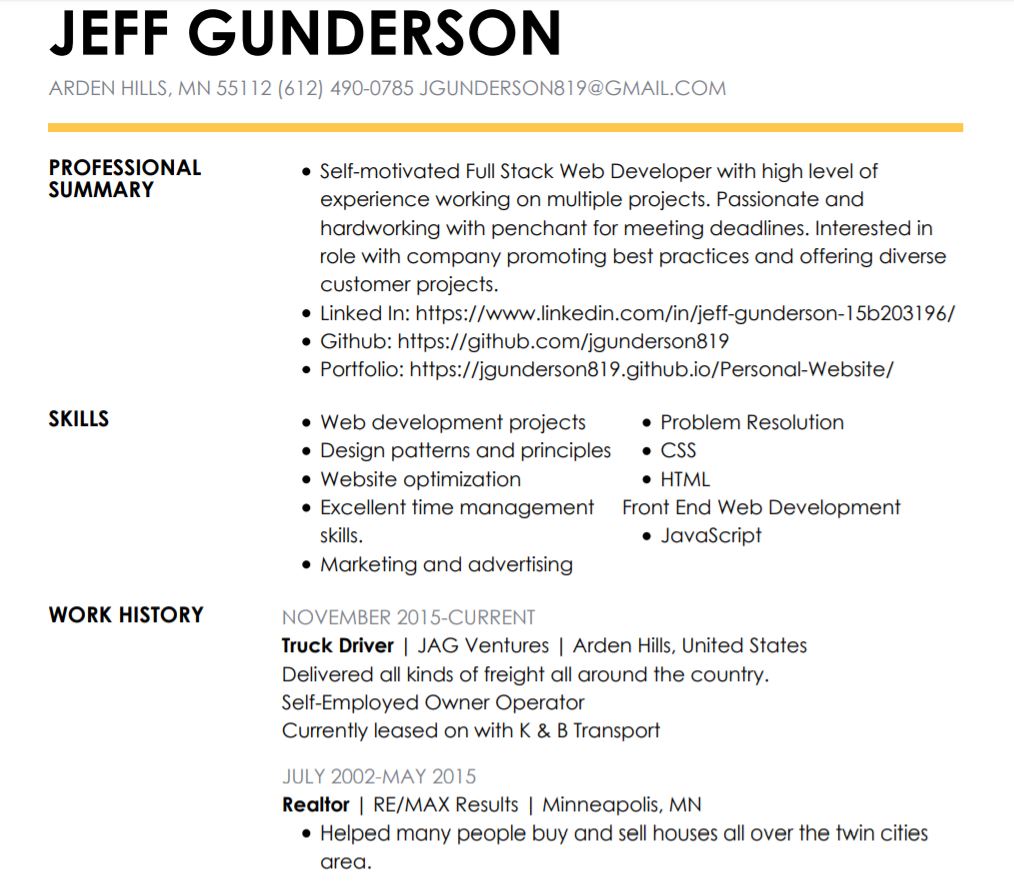 JEFF GUNDERSON
ARDEN HILLS, MN 55112 (612) 490-0785 JGUNDERSON819@GMAIL.COM
PROFESSIONAL
SUMMARY
• Self-motivated Full Stack Web Developer with high level of
experience working on multiple projects. Passionate and
hardworking with penchant for meeting deadlines. Interested in
role with company promoting best practices and offering diverse
customer projects.
• Linked In: https://www.linkedin.com/in/jeff-gunderson-15b203196/
• Github: https://github.com/jgunderson819
• Portfolio: https://jgunderson819.github.io/Personal-Website/
SKILLS
• Web development projects
• Design patterns and principles
• Website optimization
• Excellent time management
skills.
• Marketing and advertising
• Problem Resolution
• CSS
• HTML
Front End Web Development
• JavaScript
WORK HISTORY
NOVEMBER 2015-CURRENT
Truck Driver | JAG Ventures | Arden Hills, United States
Delivered all kinds of freight all around the country.
Self-Employed Owner Operator
Currently leased on with K & B Transport
JULY 2002-MAY 2015
Realtor | RE/MAX Results | Minneapolis, MN
• Helped many people buy and sell houses all over the twin cities
area.